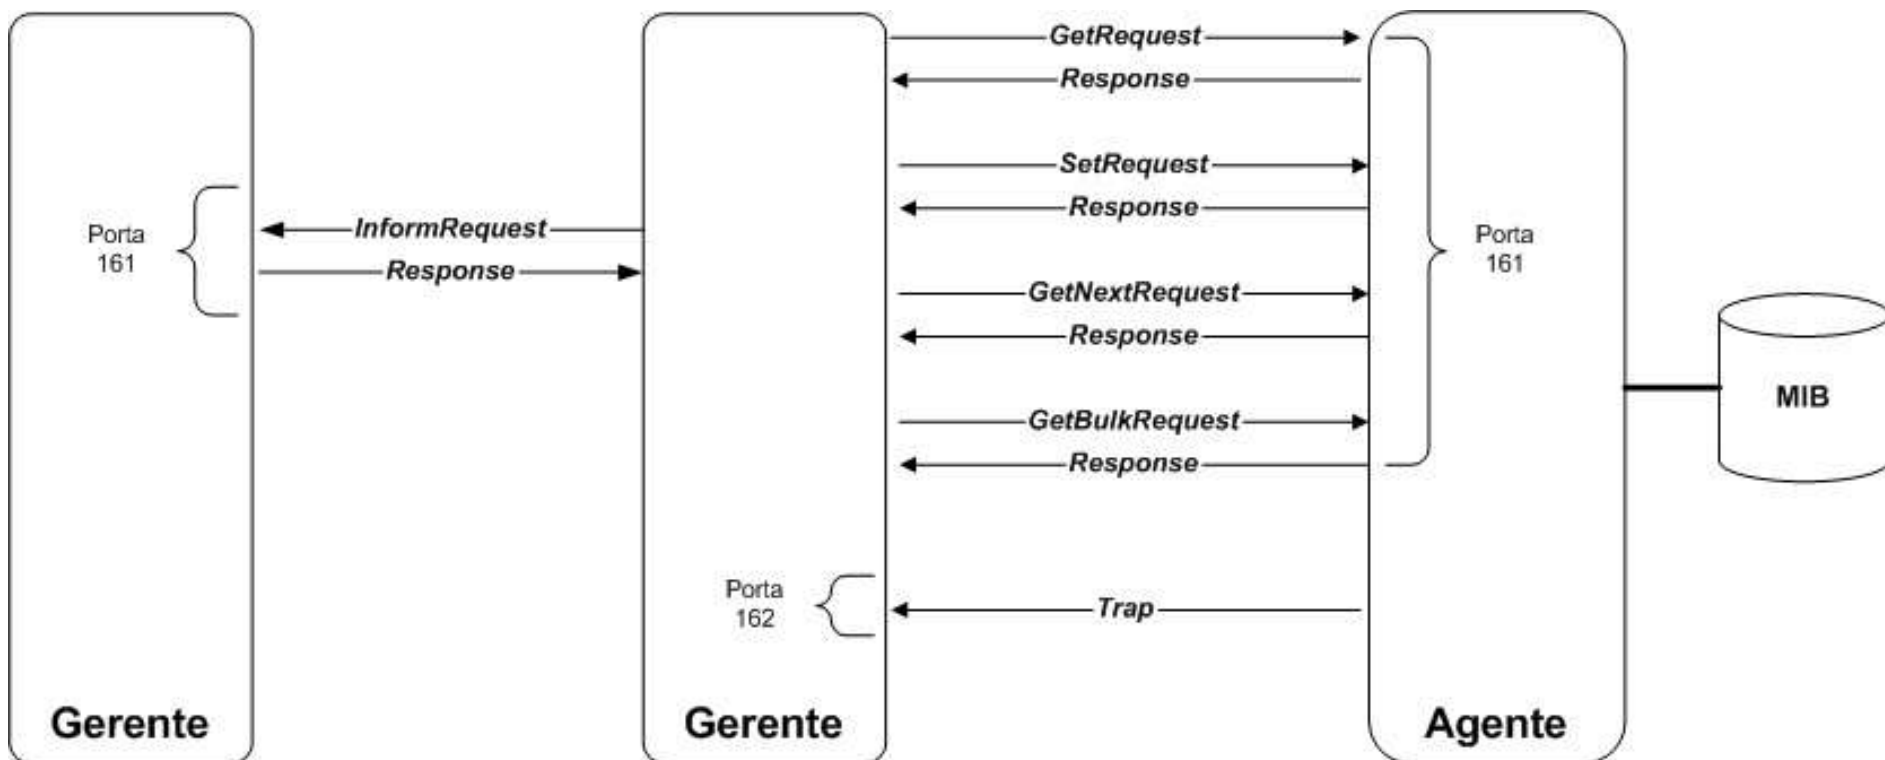 GetRequest
Response
SetRequest
Response
Porta
161
InformRequest
Response
Porta
161
GetNextRequest
Response
GetBulkRequest
Response
MIB
Porta
162
Trap
Gerente
Gerente
Agente